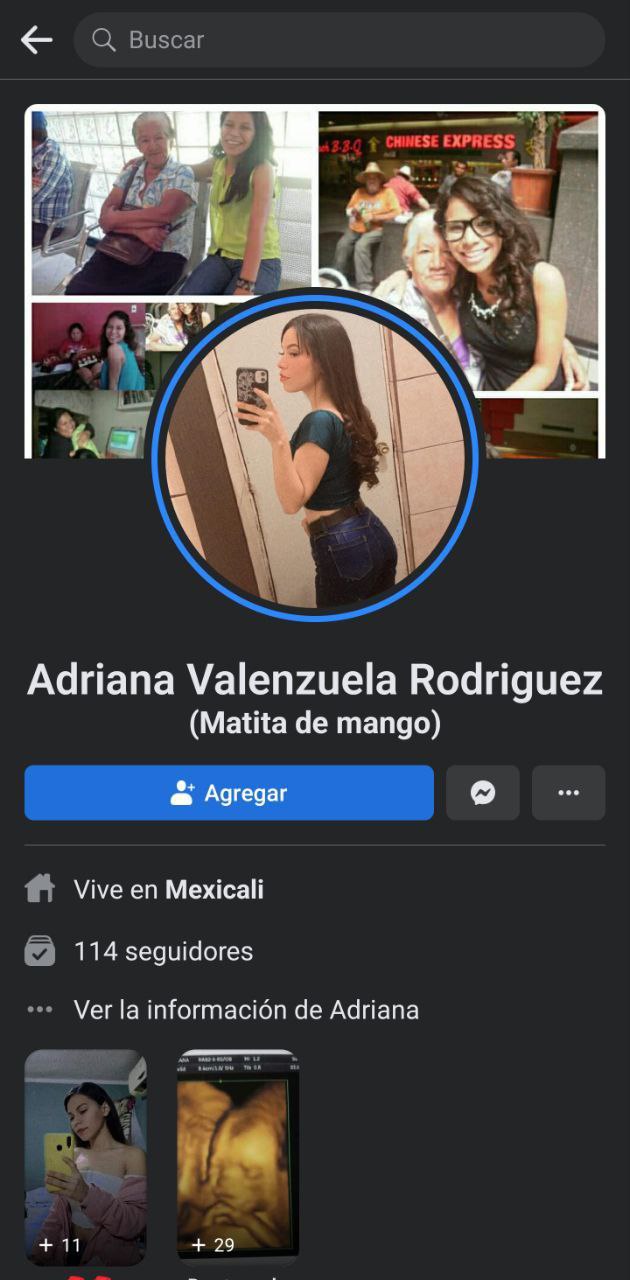 Buscar
CHINESE EXPRESS
Adriana Valenzuela Rodriguez
(Matita de mango)
Agregar
Vive en Mexicali
114 seguidores
Ver la información de Adriana
+ 11
+ 29